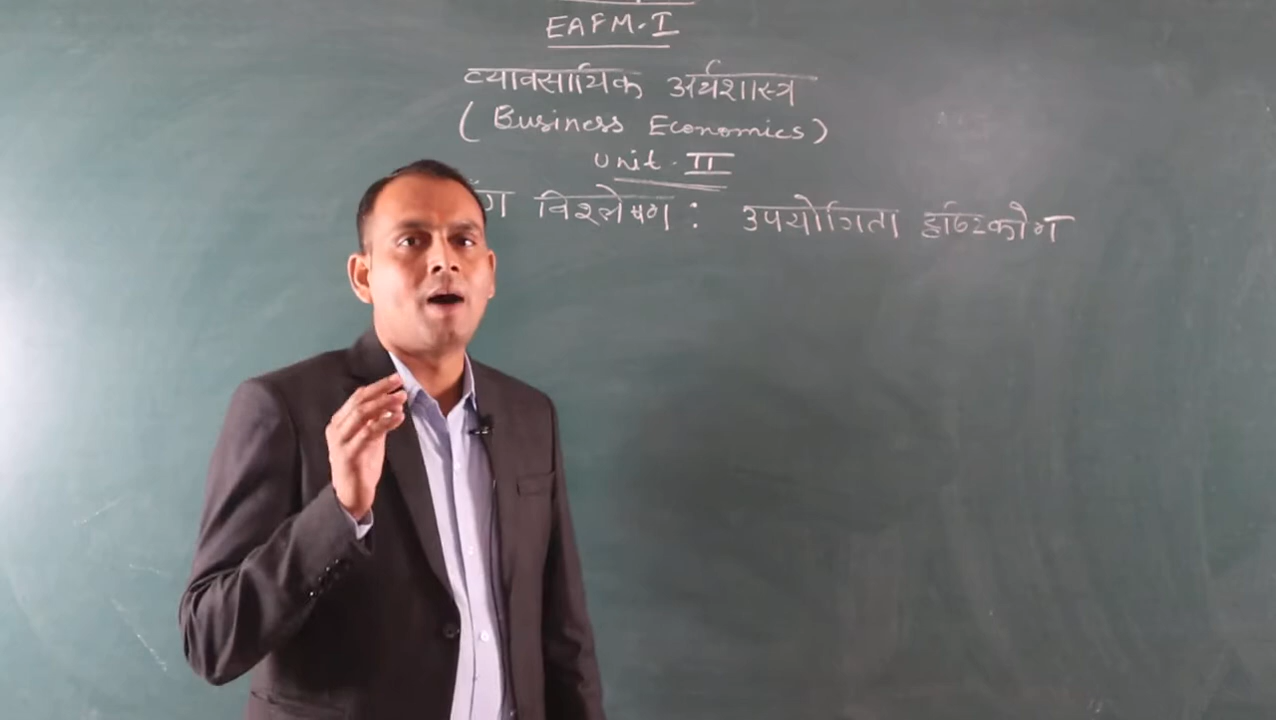 EAFM-I
व्यावसायिक अर्थशास्त्र
(Business Economics)
Unit-II
विश्लेषण : उपयोगिता दृष्टिकोण